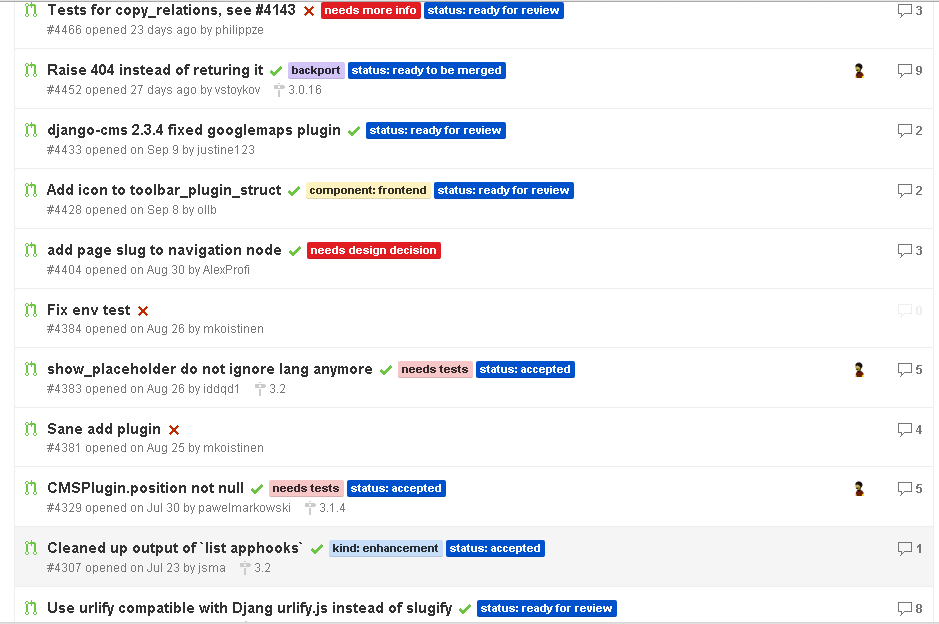 Tests for copy_relations, see #4143 needs more info status: ready for review 3
#4466 opened 23 days ago by philippze
Raise 404 instead of returing it backport status: ready to be merged 9
#4452 opened 27 days ago by vstoykov 3.0.16
django-cms 2.3.4 fixed googlemaps plugin status: ready for review 2
#4433 opened on Sep 9 by justine123
Add icon to toolbar_plugin_struct component: frontend status: ready for review 2
#4428 opened on Sep 8 by ollb
add page slug to navigation node needs design decision 3
#4404 opened on Aug 30 by AlexProfi
Fix env test 0
#4384 opened on Aug 26 by mkoistinen
show_placeholder do not ignore lang anymore needs tests status: accepted 5
#4383 opened on Aug 26 by iddqd1 3.2
Sane add plugin 4
#4381 opened on Aug 25 by mkoistinen
CMSPlugin.position not null needs tests status: accepted 5
#4329 opened on Jul 30 by pawelmarkowski 3.1.4
Cleaned up output of `list apphooks` kind: enhancement status: accepted 1
#4307 opened on Jul 23 by jsma 3.2
Use urlify compatible with Djang urlify.js instead of slugify status: ready for review 8